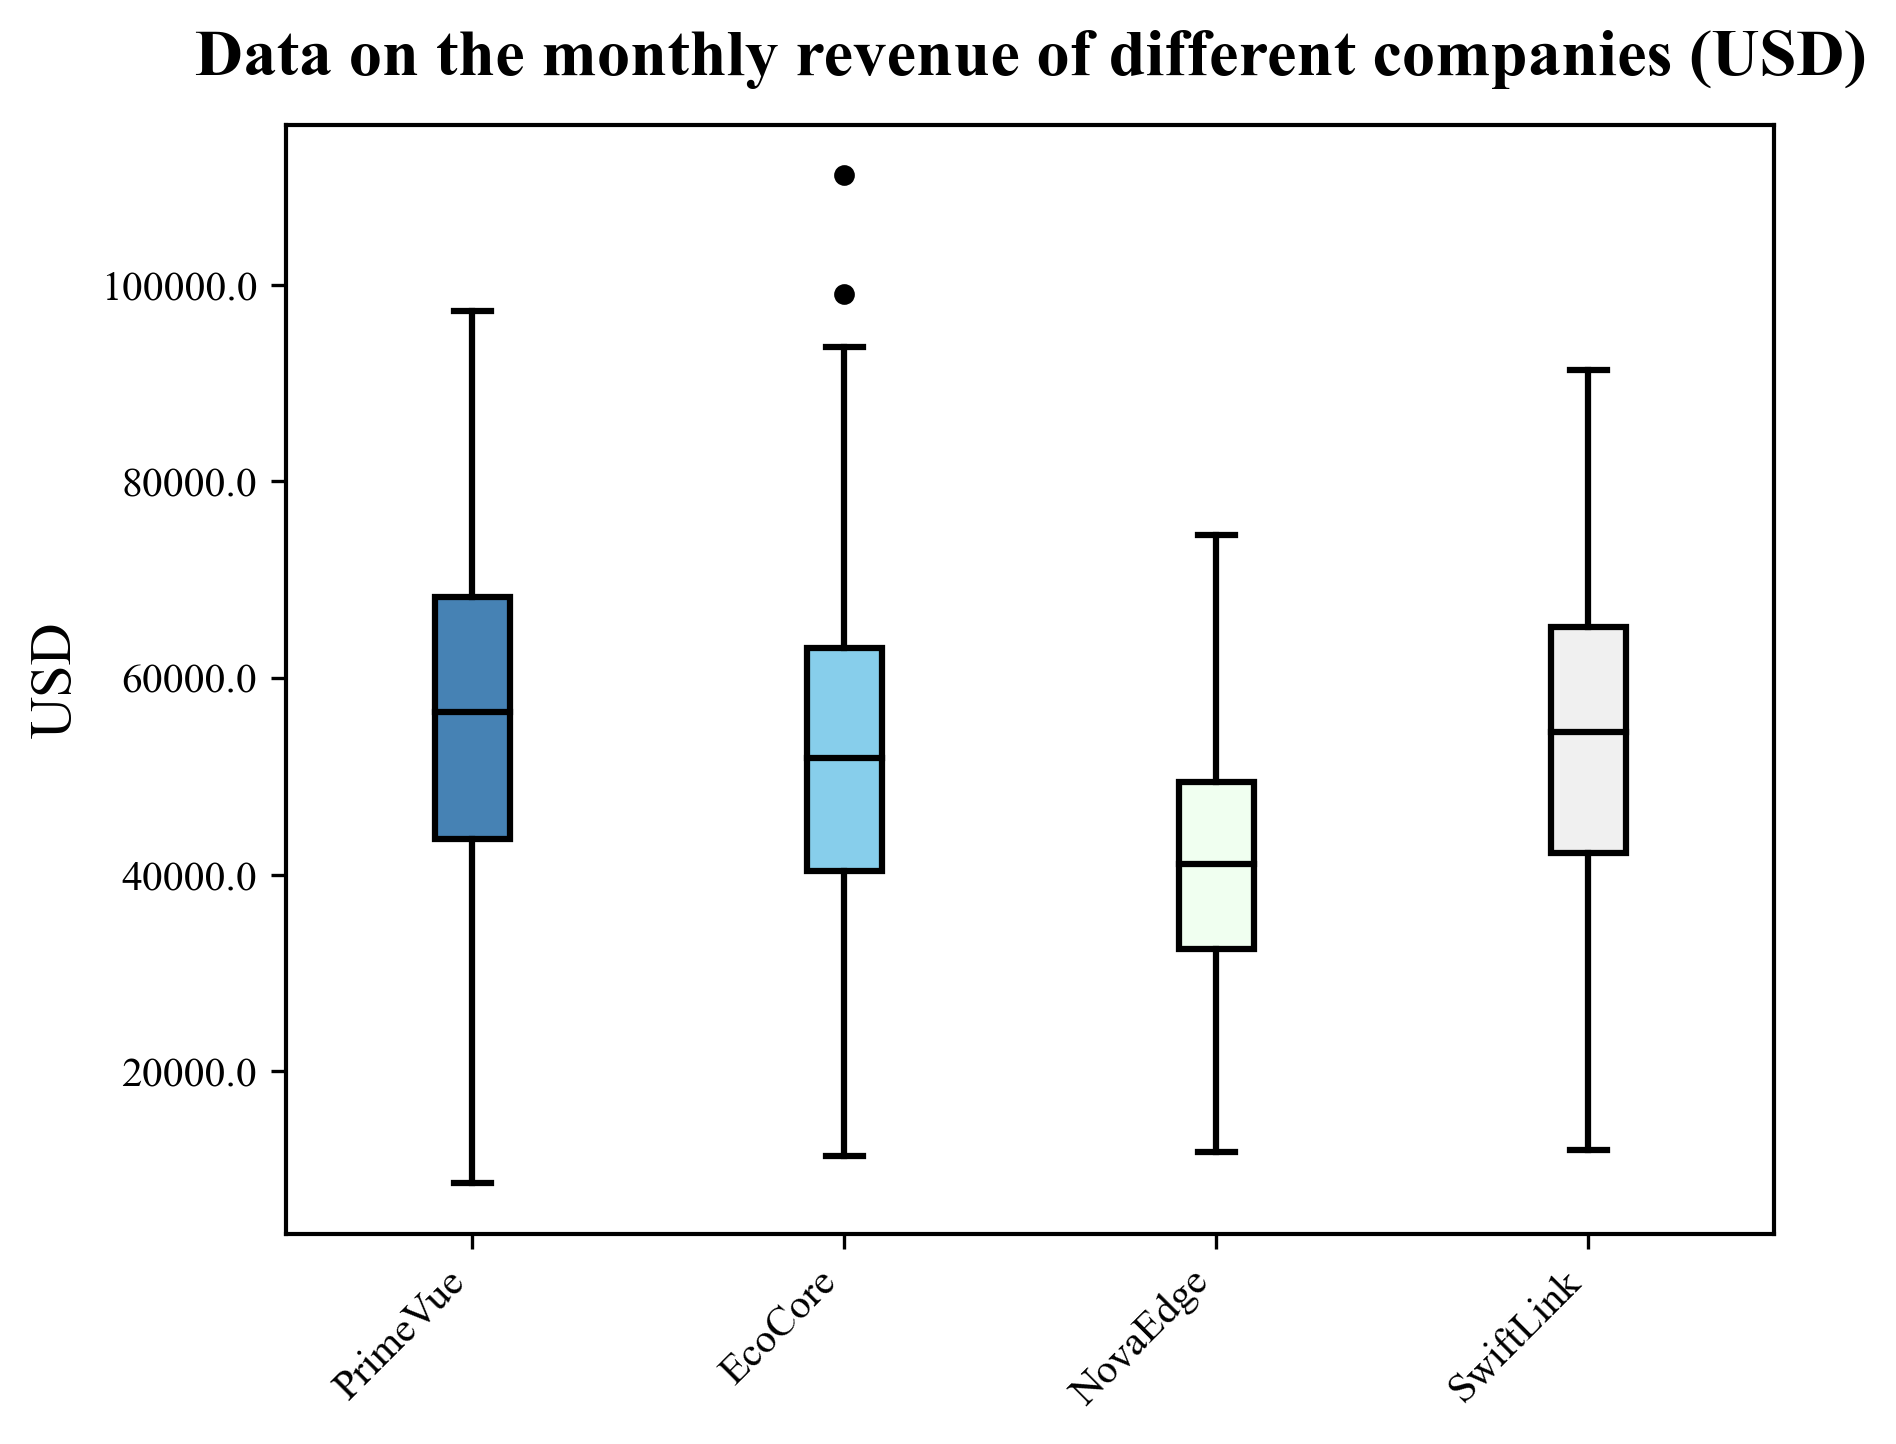 Data on the monthly revenue of different companies (USD)
100000.0
80000.0
60000.0
40000.0
20000.0
USD
PrimeVue
EcoCore
NovaEdge
SwiftLink